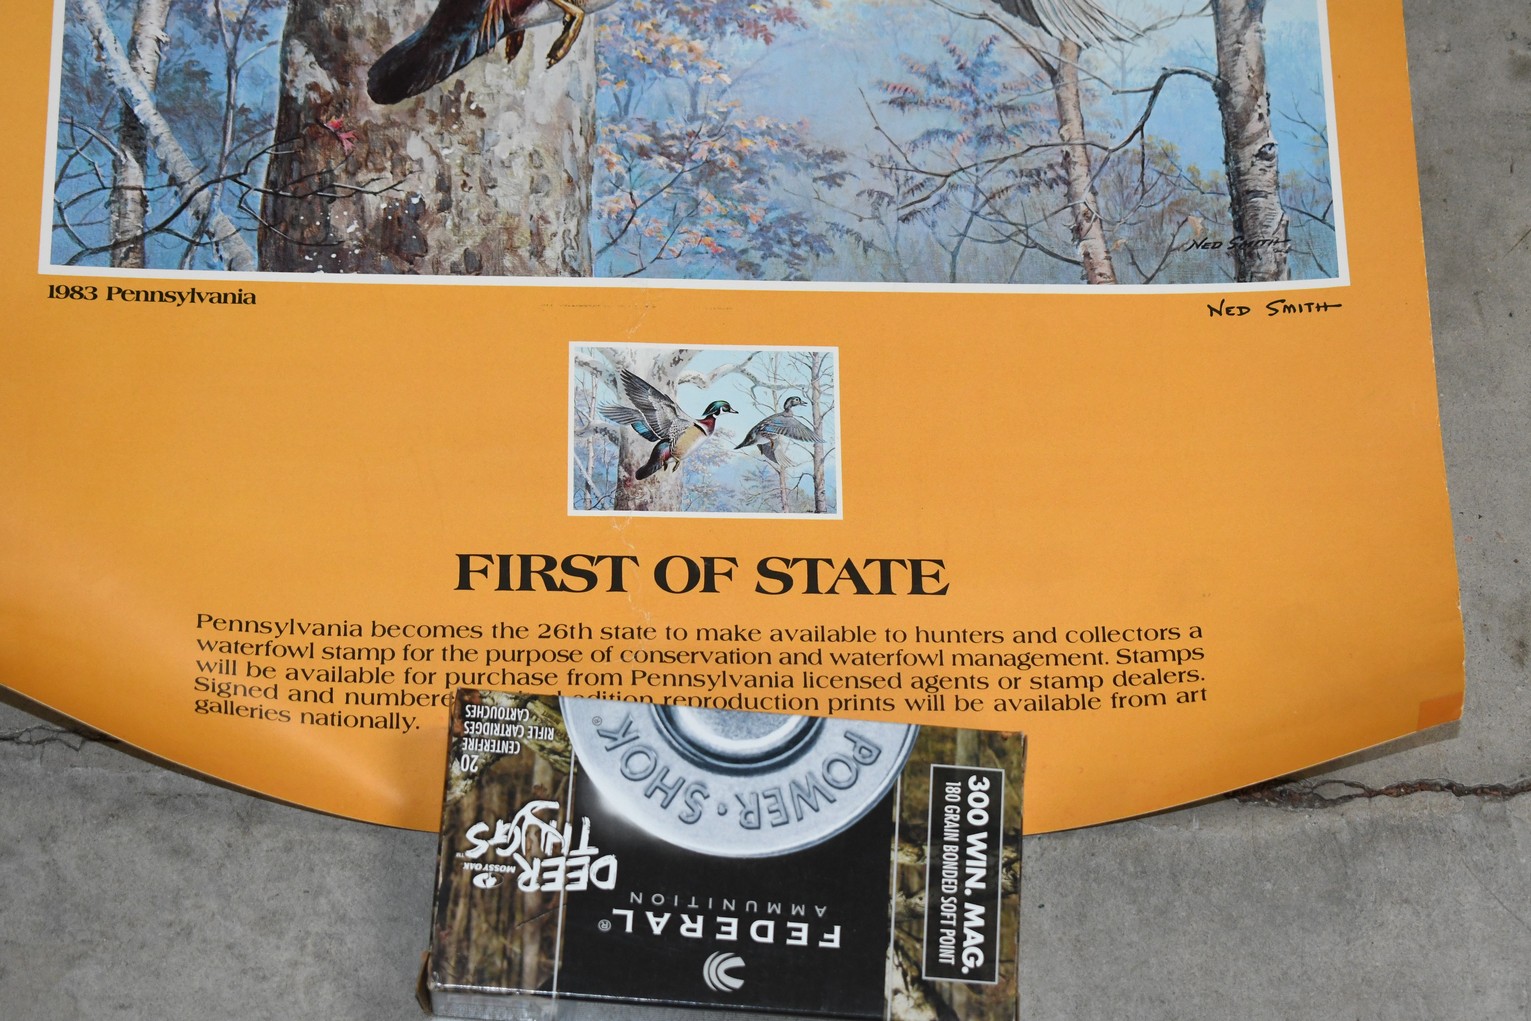 NED SMITH
1983 Pennsylvania
NED SMITH
FIRST OF STATE
Pennsylvania becomes the 26th state to make available to hunters and collectors a
waterfowl stamp for the purpose of conservation and waterfowl management. Stamps
will be available for purchase from Pennsylvania licensed agents or stamp dealers.
Signed and numbered edition reproduction prints will be available from art
galleries nationally.
20 CENTERFIRE
RIFLE CARTRIDGES
CARTOUCHES
POWER•SHOK®
300 WIN. MAG.
180 GRAIN BONDED SOFT POINT
DEER
THUGS
MOSSY OAK
FEDERAL®
AMMUNITION